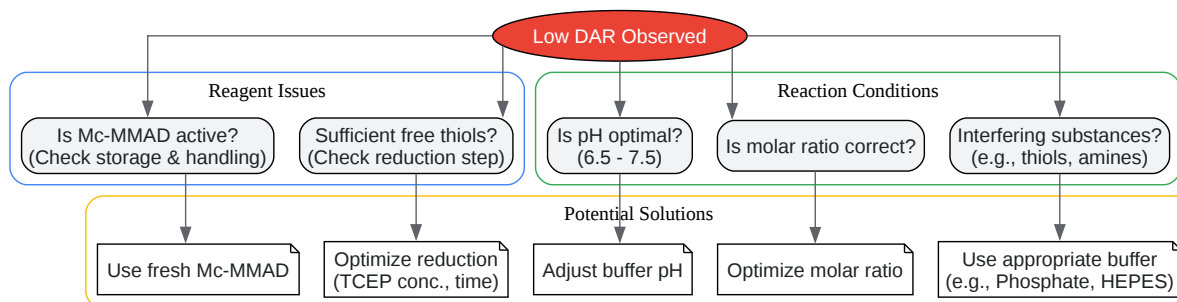 Low DAR Observed
Reagent Issues
Reaction Conditions
Is Mc-MMAD active?
(Check storage & handling)
Sufficient free thiols?
(Check reduction step)
Is pH optimal?
(6.5 - 7.5)
Is molar ratio correct?
Interfering substances?
(e.g., thiols, amines)
Potential Solutions
Use fresh Mc-MMAD
Optimize reduction
(TCEP conc., time)
Adjust buffer pH
Optimize molar ratio
Use appropriate buffer
(e.g., Phosphate, HEPES)